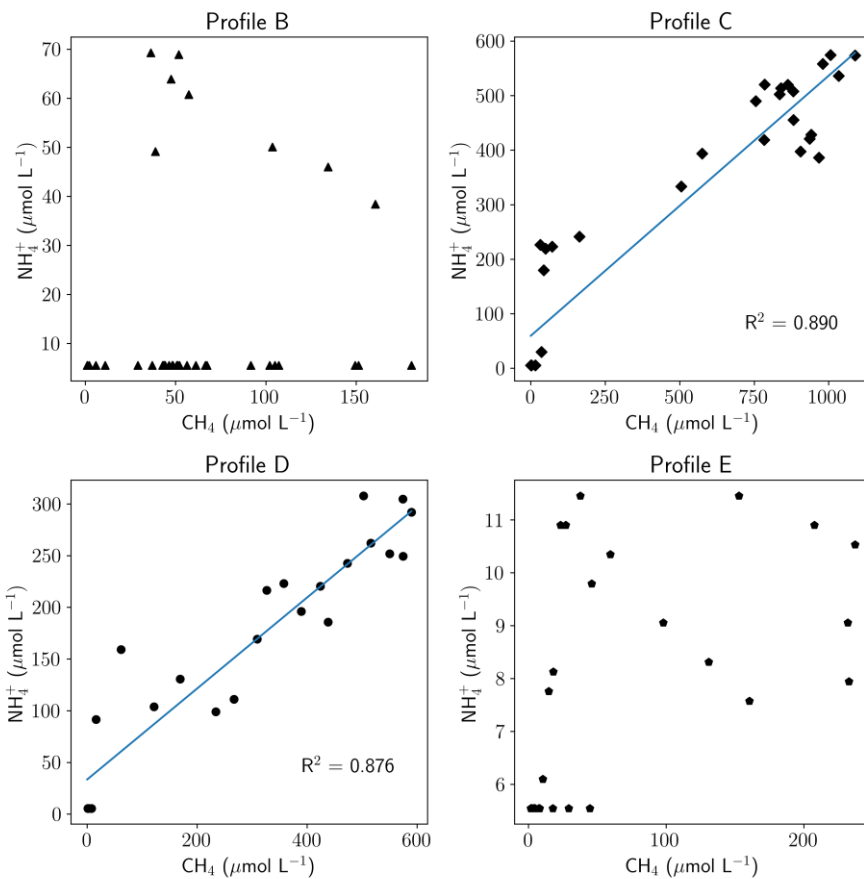 Profile B
70
60
50
40
30
20
10
NH₄⁺ (μmol L⁻¹)
0 50 100 150
CH₄ (μmol L⁻¹)
Profile C
600
500
400
300
200
100
0
NH₄⁺ (μmol L⁻¹)
R² = 0.890
0 250 500 750 1000
CH₄ (μmol L⁻¹)
Profile D
300
250
200
150
100
50
0
NH₄⁺ (μmol L⁻¹)
R² = 0.876
0 200 400 600
CH₄ (μmol L⁻¹)
Profile E
11
10
9
8
7
6
NH₄⁺ (μmol L⁻¹)
0 100 200
CH₄ (μmol L⁻¹)